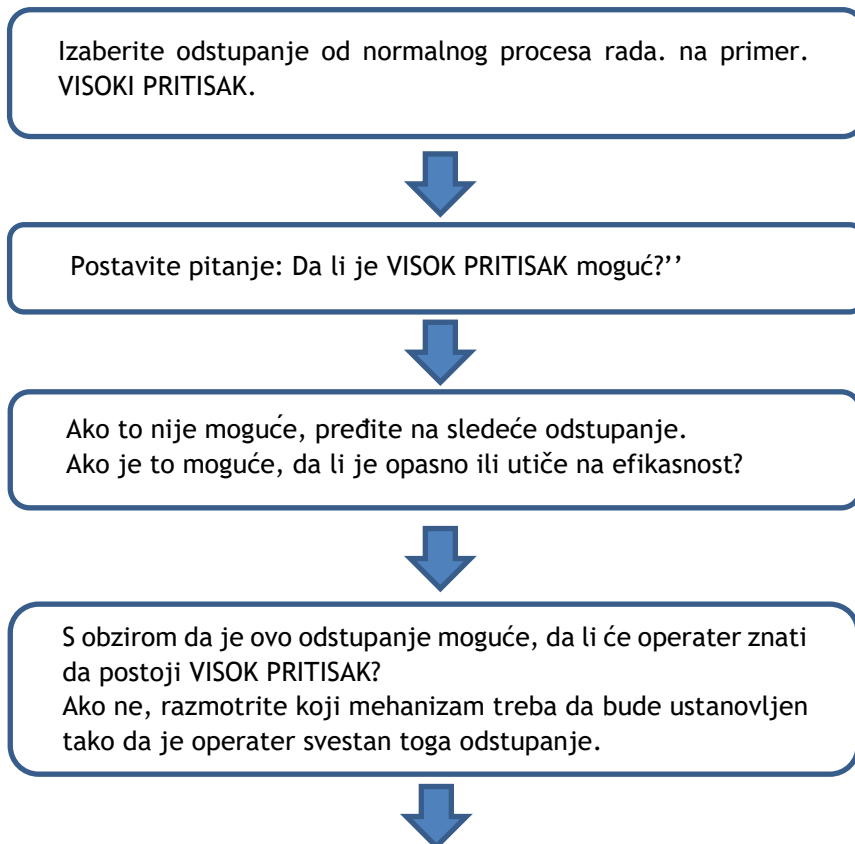 Izaberite odstupanje od normalnog procesa rada. na primer.
VISOKI PRITISAK.
Postavite pitanje: Da li je VISOK PRITISAK moguć?’’
Ako to nije moguće, pređite na sledeće odstupanje.
Ako je to moguće, da li je opasno ili utiče na efikasnost?
S obzirom da je ovo odstupanje moguće, da li će operater znati
da postoji VISOK PRITISAK?
Ako ne, razmotrite koji mehanizam treba da bude ustanovljen
tako da je operater svestan toga odstupanje.